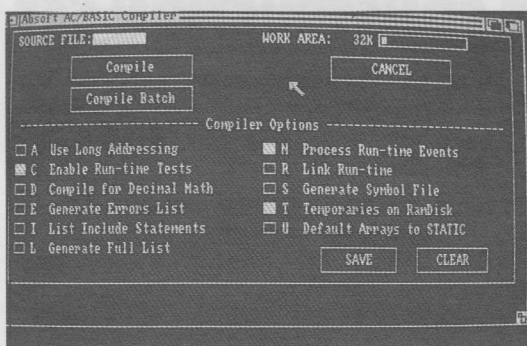 Absoft AC/BASIC Compiler
SOURCE FILE:
WORK AREA: 32K
Compile
CANCEL
Compile Batch
Compiler Options
A Use Long Addressing
N Process Run-time Events
C Enable Run-time Tests
R Link Run-time
D Compile for Decimal Math
S Generate Symbol File
E Generate Errors List
T Temporaries on RamDisk
I List Include Statements
U Default Arrays to STATIC
L Generate Full List
SAVE
CLEAR